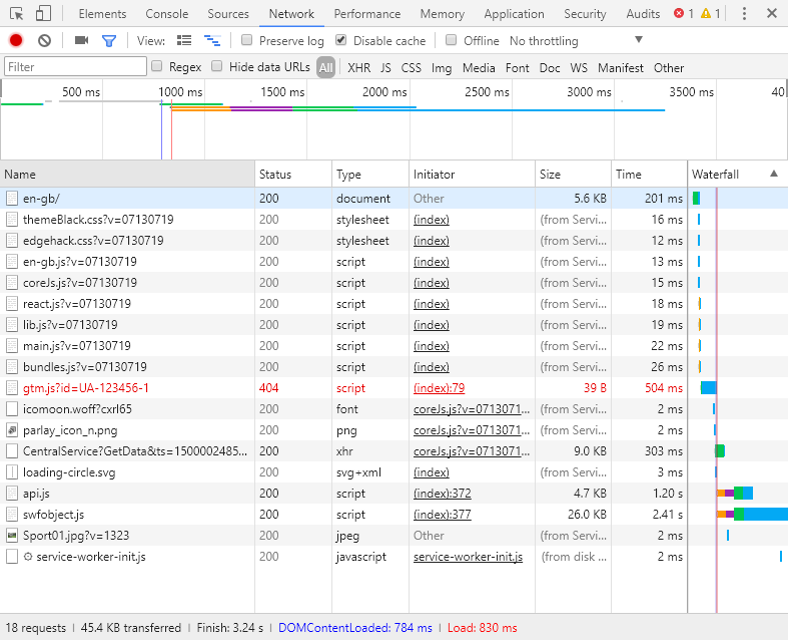 Elements Console Sources Network Performance Memory Application Security Audits 1 1
View: Preserve log Disable cache Offline No throttling
Filter Regex Hide data URLs All XHR JS CSS Img Media Font Doc WS Manifest Other
500 ms 1000 ms 1500 ms 2000 ms 2500 ms 3000 ms 3500 ms 40
Name Status Type Initiator Size Time Waterfall
en-gb/ 200 document Other 5.6 KB 201 ms
themeBlack.css?v=07130719 200 stylesheet (index) (from Servi... 16 ms
edgehack.css?v=07130719 200 stylesheet (index) (from Servi... 12 ms
en-gb.js?v=07130719 200 script (index) (from Servi... 13 ms
coreJs.js?v=07130719 200 script (index) (from Servi... 15 ms
react.js?v=07130719 200 script (index) (from Servi... 18 ms
lib.js?v=07130719 200 script (index) (from Servi... 19 ms
main.js?v=07130719 200 script (index) (from Servi... 22 ms
bundles.js?v=07130719 200 script (index) (from Servi... 26 ms
gtm.js?id=UA-123456-1 404 script (index):79 39 B 504 ms
icomoon.woff?cxrl65 200 font coreJs.js?v=0713071... (from Servi... 2 ms
parlay_icon_n.png 200 png coreJs.js?v=0713071... (from Servi... 2 ms
CentralService?GetData&ts=1500002485... 200 xhr coreJs.js?v=0713071... 9.0 KB 303 ms
loading-circle.svg 200 svg+xml (index) (from Servi... 3 ms
api.js 200 script (index):372 4.7 KB 1.20 s
swfobject.js 200 script (index):377 26.0 KB 2.41 s
Sport01.jpg?v=1323 200 jpeg Other (from Servi... 2 ms
service-worker-init.js 200 javascript service-worker-init.js (from disk ... 2 ms
18 requests | 45.4 KB transferred | Finish: 3.24 s | DOMContentLoaded: 784 ms | Load: 830 ms